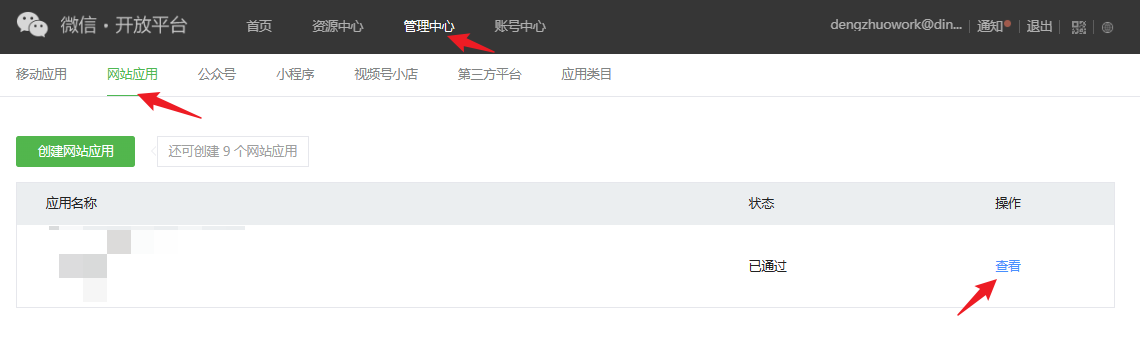 微信·开放平台 首页 资源中心 管理中心 账号中心 dengzhuowork@din... 通知 退出
移动应用 网站应用 公众号 小程序 视频号小店 第三方平台 应用类目
创建网站应用 还可创建 9 个网站应用
应用名称 状态 操作
已通过 查看